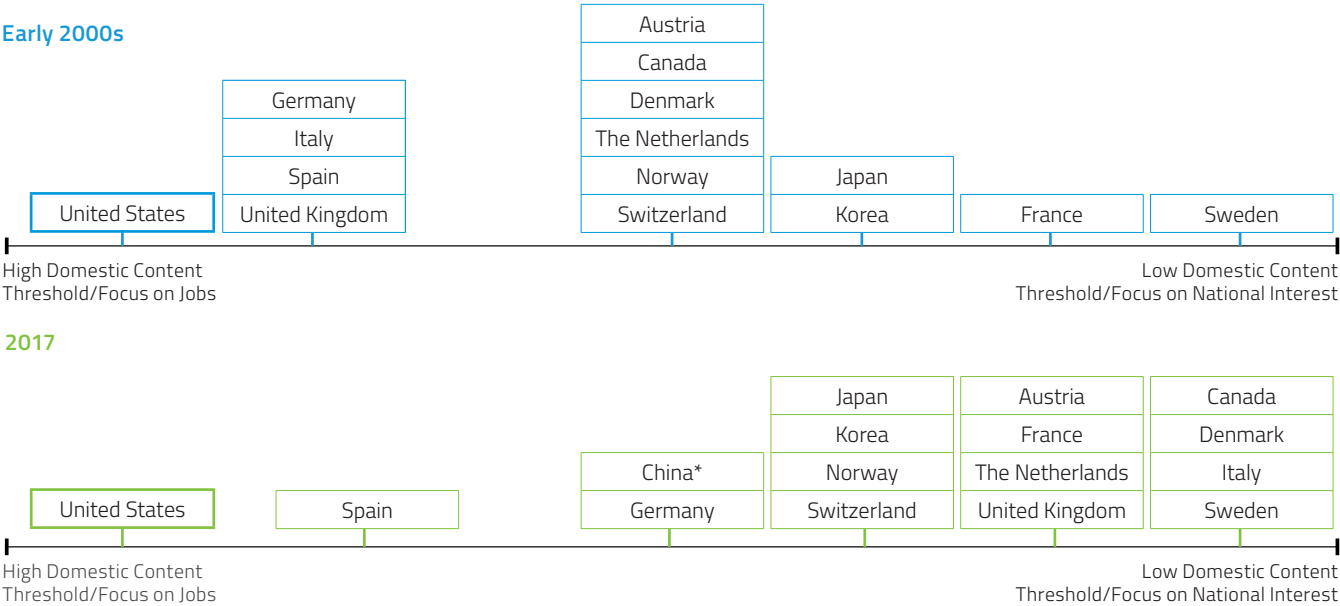 Early 2000s
Austria
Canada
Denmark
The Netherlands
Norway
Switzerland
Germany
Italy
Spain
United Kingdom
Japan
Korea
United States
France
Sweden
High Domestic Content
Threshold/Focus on Jobs
Low Domestic Content
Threshold/Focus on National Interest
2017
United States
Spain
China*
Germany
Japan
Korea
Norway
Switzerland
Austria
France
The Netherlands
United Kingdom
Canada
Denmark
Italy
Sweden
High Domestic Content
Threshold/Focus on Jobs
Low Domestic Content
Threshold/Focus on National Interest